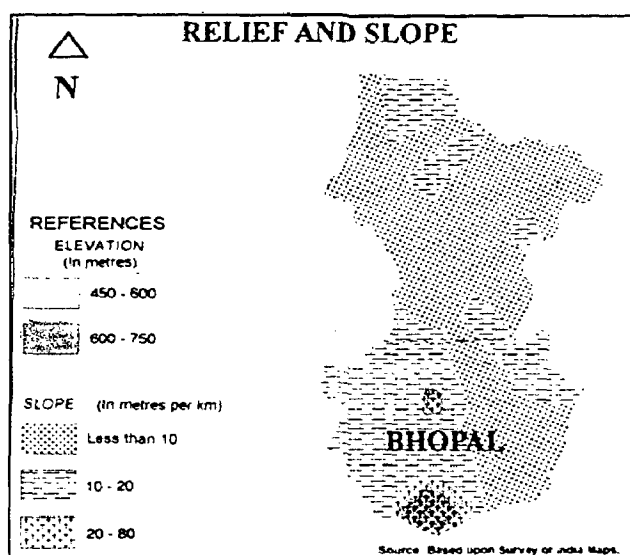 RELIEF AND SLOPE
N
REFERENCES
ELEVATION
(In metres)
450 - 600
600 - 750
SLOPE (In metres per km)
Less than 10
10 - 20
20 - 80
BHOPAL
Source: Based upon Survey of India Maps.